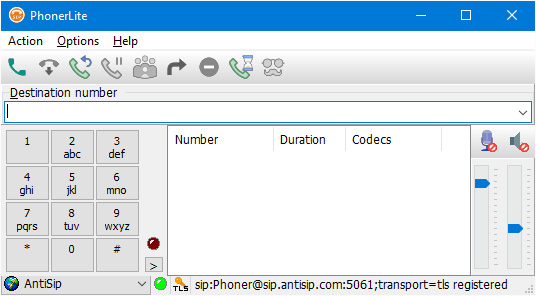 PhonerLite
Action Options Help
Destination number
1 2 3
abc def
4 5 6
ghi jkl mno
7 8 9
pqrs tuv wxyz
* 0 #
>
Number Duration Codecs
AntiSip TLS sip:Phoner@sip.antisip.com:5061;transport=tls registered